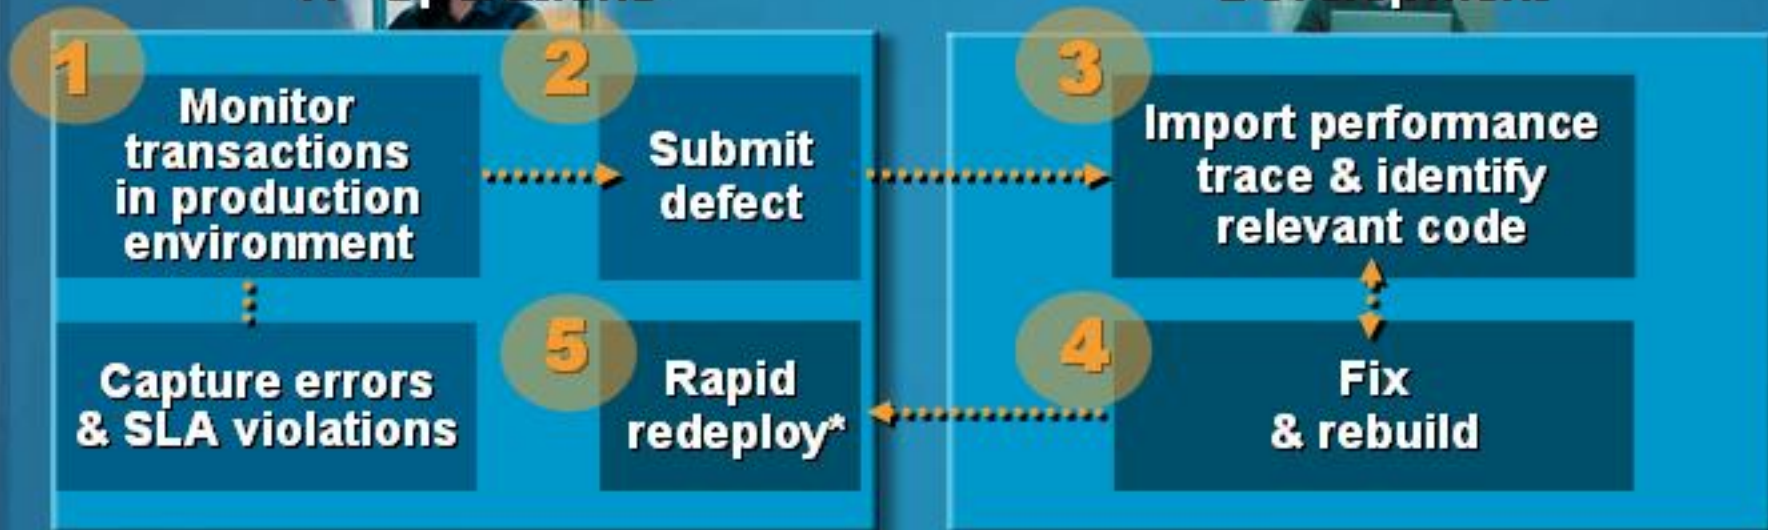 1
Monitor
transactions
in production
environment
2
Submit
defect
3
Import performance
trace & identify
relevant code
Capture errors
& SLA violations
5
Rapid
redeploy*
4
Fix
& rebuild